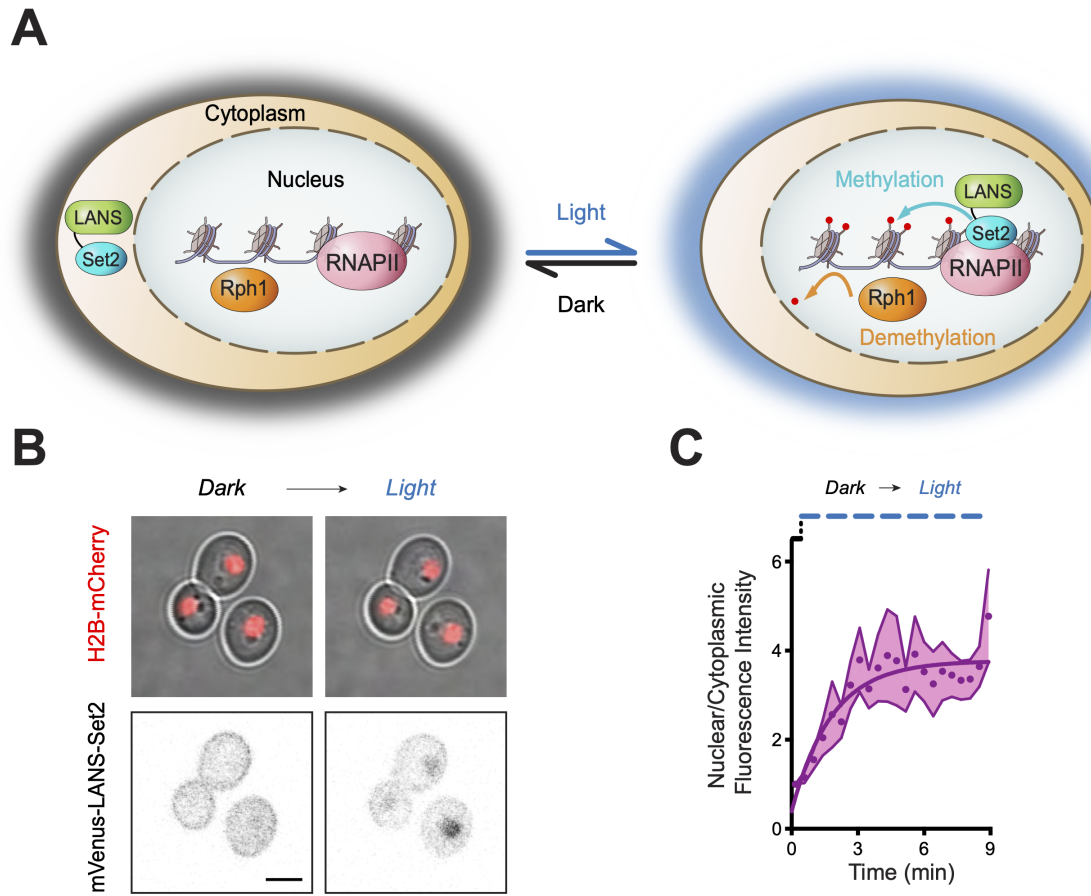 A
Cytoplasm
Nucleus
LANS
Set2
Rph1
RNAPII
Light
Dark
Methylation
LANS
Set2
RNAPII
Rph1
Demethylation
B
Dark
Light
H2B-mCherry
mVenus-LANS-Set2
C
Dark
Light
Nuclear/Cytoplasmic
Fluorescence Intensity
6
4
2
0
0
3
6
9
Time (min)